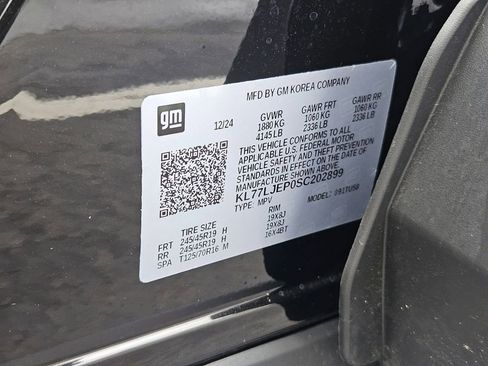 MFD BY GM KOREA COMPANY
gm
12/24
GVWR GAWR FRT GAWR RR
1880 KG 1060 KG 1060 KG
4145 LB 2336 LB 2336 LB
THIS VEHICLE CONFORMS TO ALL
APPLICABLE U.S. FEDERAL MOTOR
VEHICLE SAFETY AND THEFT PREVENTION
STANDARDS IN EFFECT ON THE DATE OF
MANUFACTURE SHOWN ABOVE.
KL77LJEP0SC202899
TYPE: MPV MODEL:
TIRE SIZE RIM
FRT 245/45R19 H 19X8J
RR 245/45R19 H 19X8J
SPA T125/70R16 M 16X4BT